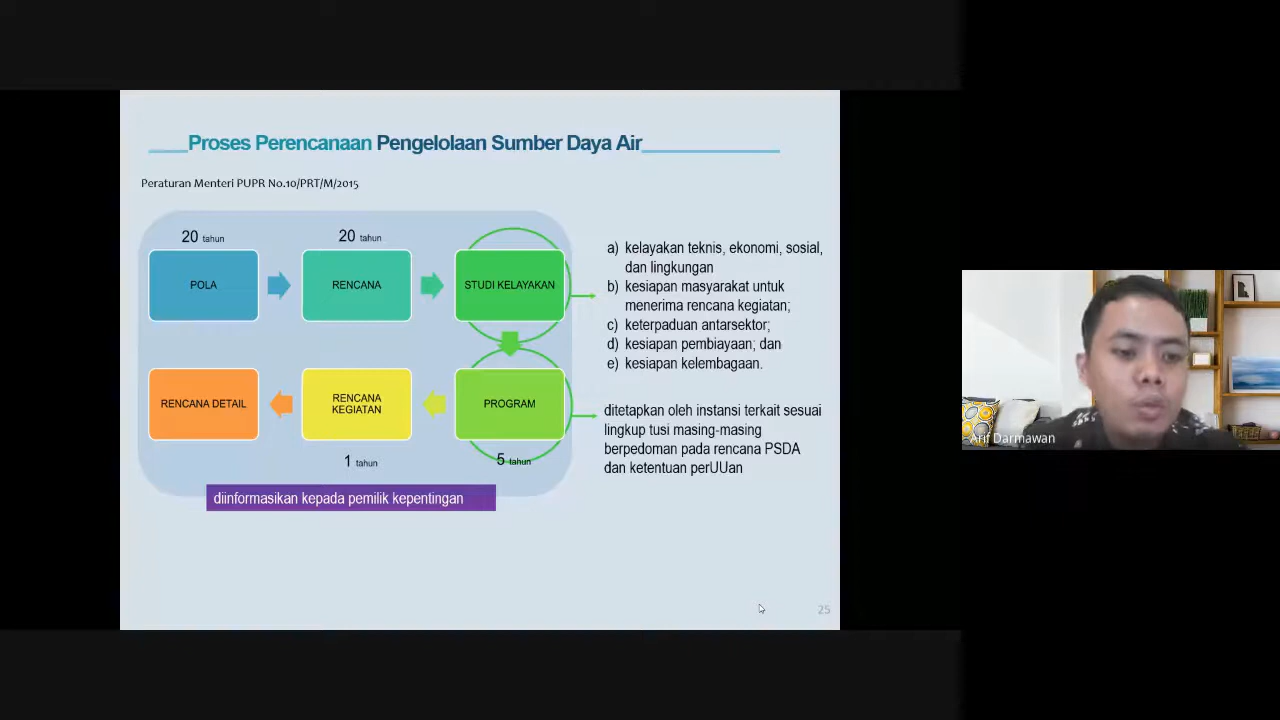 Proses Perencanaan Pengelolaan Sumber Daya Air
Peraturan Menteri PUPR No.10/PRT/M/2015
20 tahun
20 tahun
POLA
RENCANA
STUDI KELAYAKAN
a) kelayakan teknis, ekonomi, sosial,
dan lingkungan
b) kesiapan masyarakat untuk
menerima rencana kegiatan;
c) keterpaduan antarsektor;
d) kesiapan pembiayaan; dan
e) kesiapan kelembagaan.
RENCANA DETAIL
RENCANA
KEGIATAN
PROGRAM
1 tahun
5 tahun
ditetapkan oleh instansi terkait sesuai
lingkup tusi masing-masing
berpedoman pada rencana PSDA
dan ketentuan perUUan
diinformasikan kepada pemilik kepentingan
25
Arif Darmawan